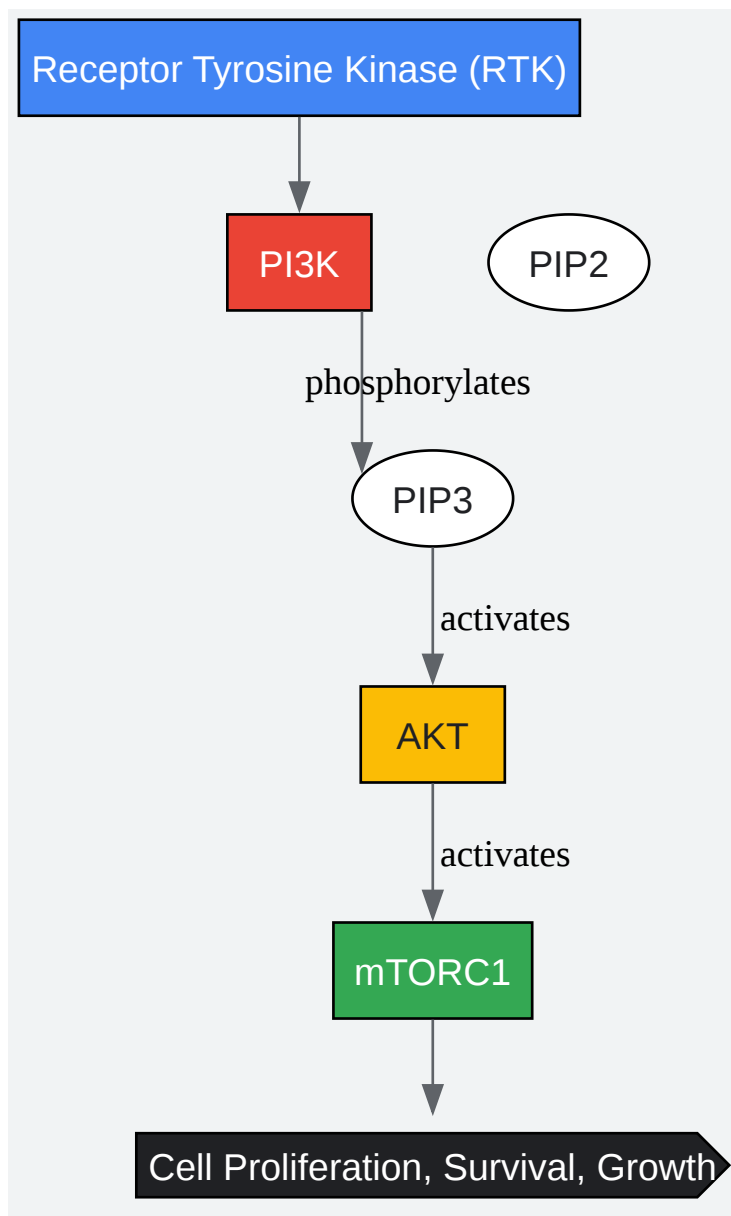 Receptor Tyrosine Kinase (RTK)
PI3K
PIP2
phosphorylates
PIP3
activates
AKT
activates
mTORC1
Cell Proliferation, Survival, Growth